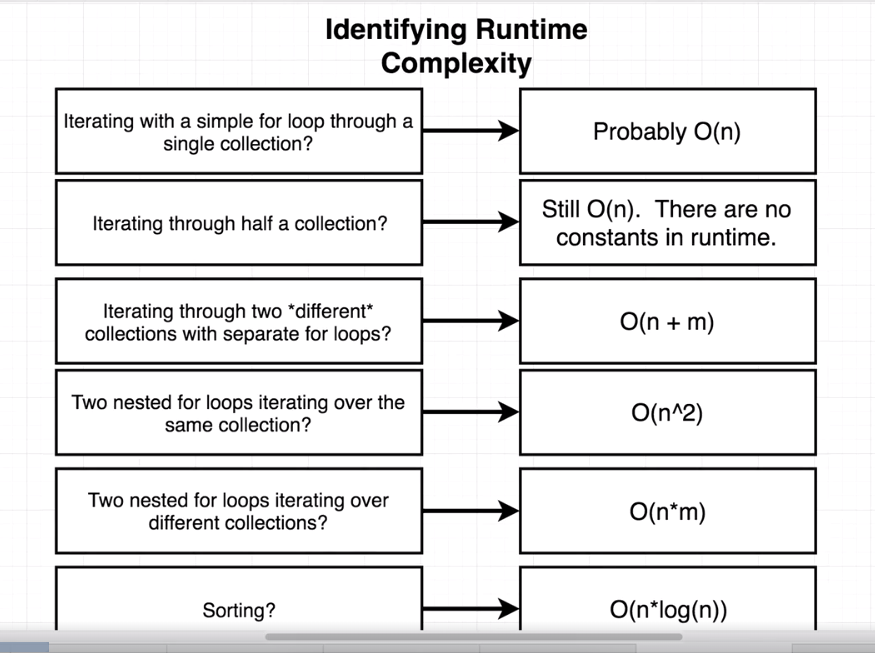 Identifying Runtime
Complexity
Iterating with a simple for loop through a
single collection?
Probably O(n)
Iterating through half a collection?
Still O(n).  There are no
constants in runtime.
Iterating through two *different*
collections with separate for loops?
O(n + m)
Two nested for loops iterating over the
same collection?
O(n^2)
Two nested for loops iterating over
different collections?
O(n*m)
Sorting?
O(n*log(n))